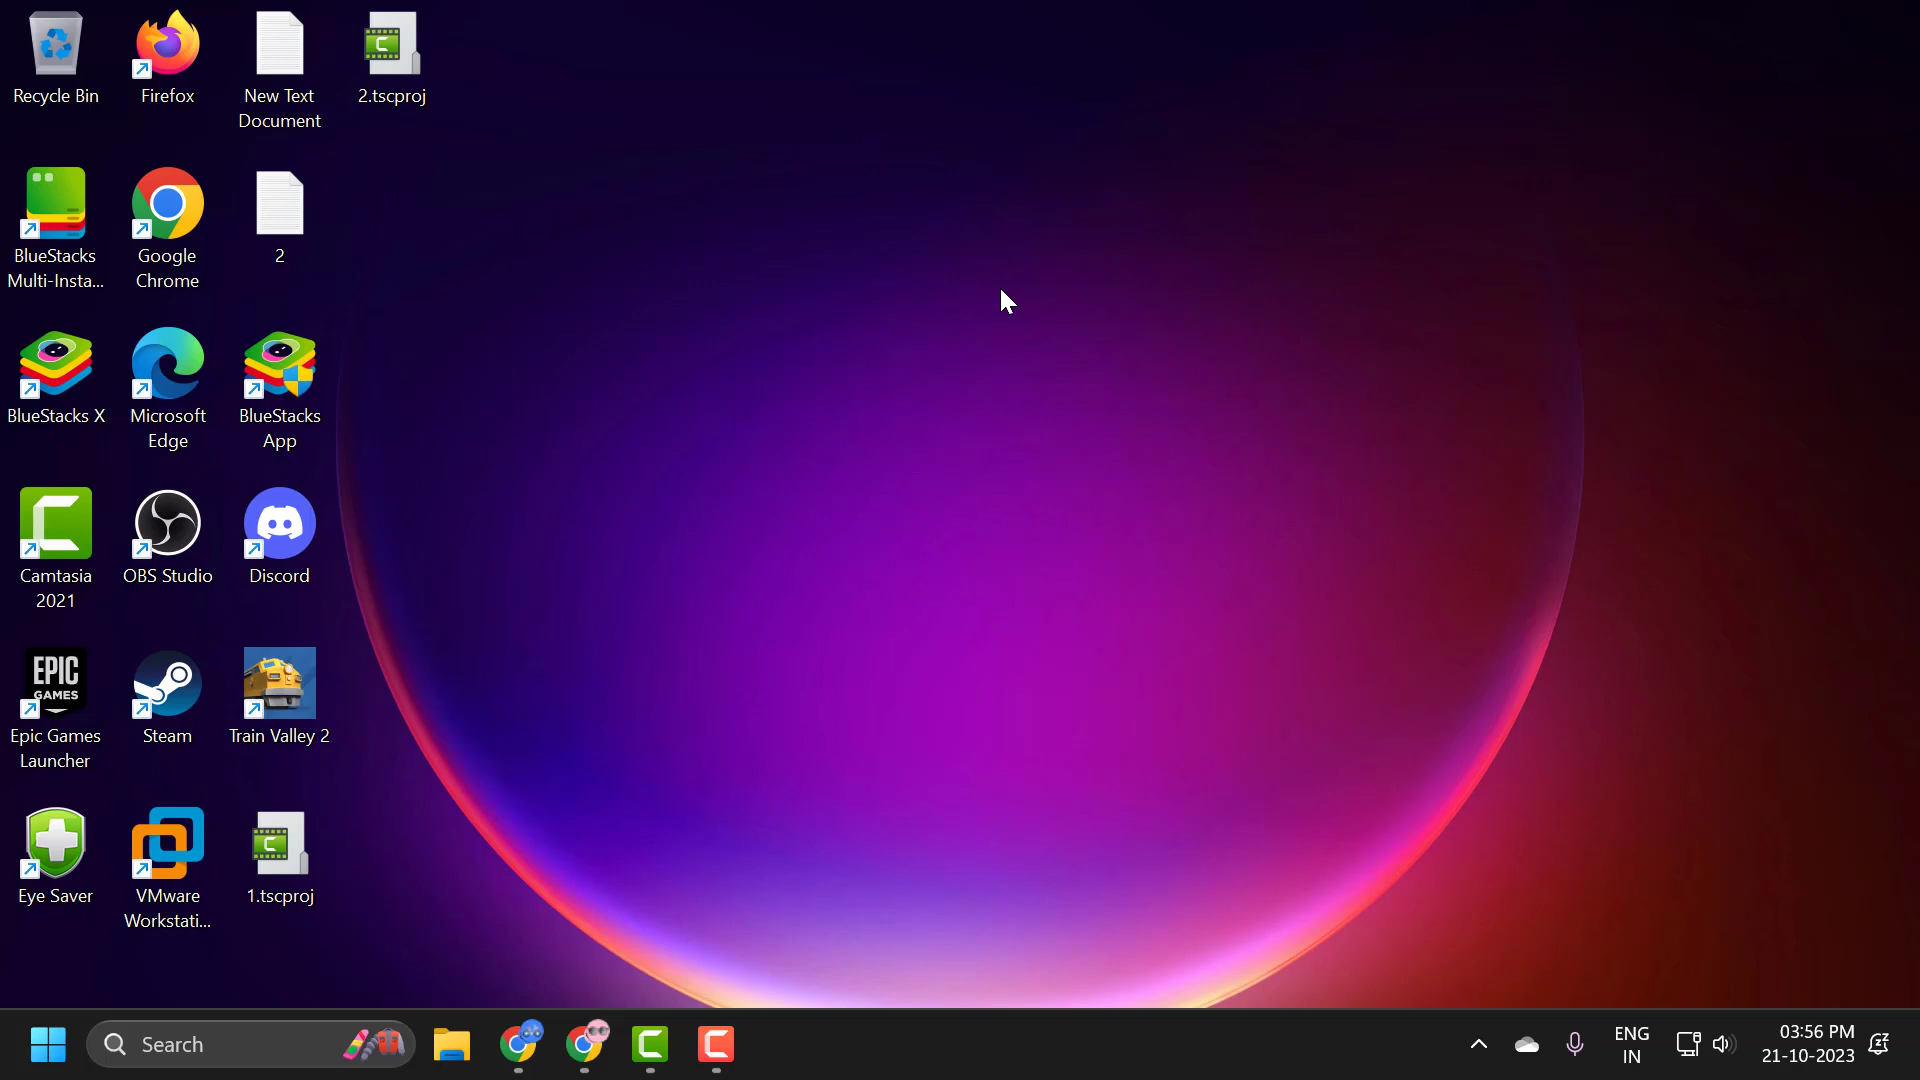 Recycle Bin
Firefox
New Text
Document
2.tscproj
BlueStacks
Multi-Insta...
Google
Chrome
2
BlueStacks X
Microsoft
Edge
BlueStacks
App
Camtasia
2021
OBS Studio
Discord
EPIC
GAMES
Epic Games
Launcher
Steam
Train Valley 2
Eye Saver
VMware
Workstati...
1.tscproj
Search
ENG
IN
03:56 PM
21-10-2023